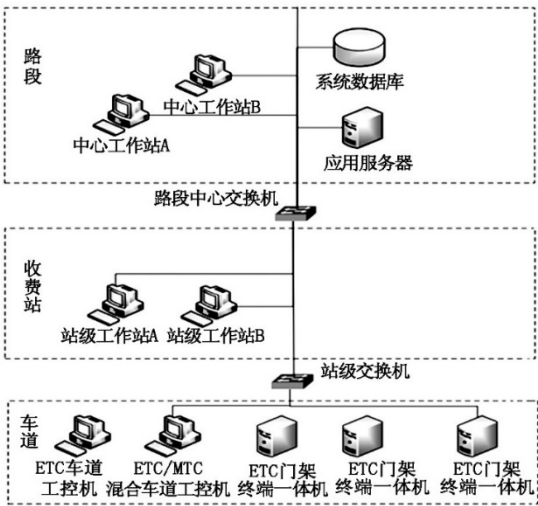 路段
系统数据库
中心工作站B
中心工作站A
应用服务器
路段中心交换机
收费站
站级工作站A
站级工作站B
站级交换机
车道
ETC车道
工控机
ETC/MTC
混合车道工控机
ETC门架
终端一体机
ETC门架
终端一体机
ETC门架
终端一体机